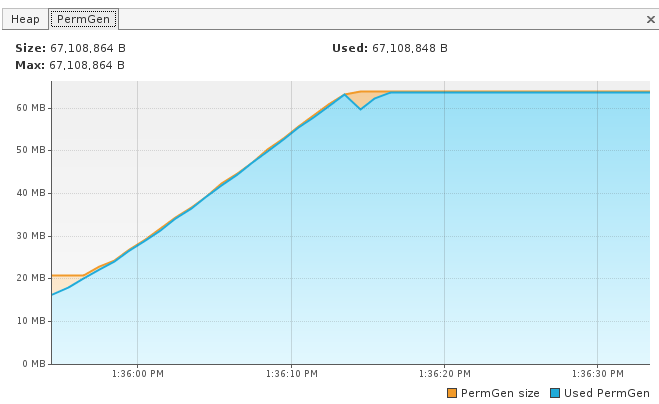 Heap PermGen
Size: 67,108,864 B Used: 67,108,848 B
Max: 67,108,864 B
60 MB
50 MB
40 MB
30 MB
20 MB
10 MB
0 MB
1:36:00 PM 1:36:10 PM 1:36:20 PM 1:36:30 PM
PermGen size Used PermGen